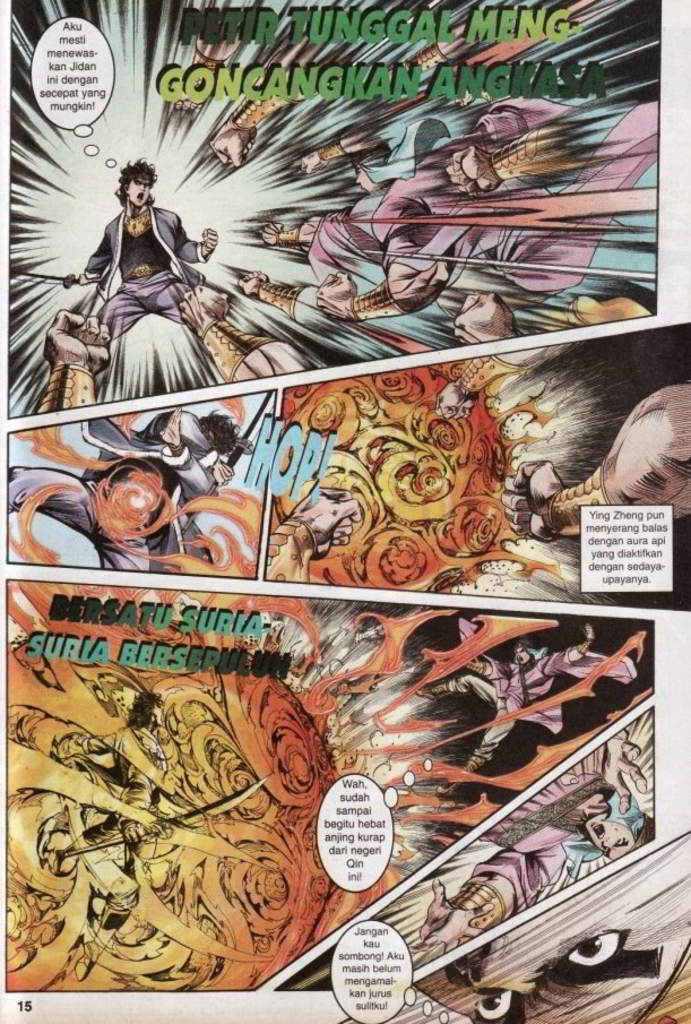 PETIR TUNGGAL MENG-
GONCANGKAN ANGKASA
Aku
mesti
menewas-
kan Jidan
ini dengan
secepat yang
mungkin!
HOP!
Ying Zheng pun
menyerang balas
dengan aura api
yang diaktifkan
dengan sedaya-
upayanya.
BERSATU SURIA-
SURIA BERSEPULUH
Wah,
sudah
sampai
begitu hebat
anjing kurap
dari negeri
Qin
ini!
Jangan
kau
sombong! Aku
masih belum
mengamal-
kan jurus
sulitku!
15